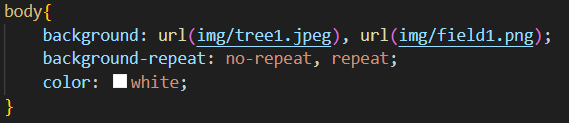 body{
background: url(img/tree1.jpeg), url(img/field1.png);
background-repeat: no-repeat, repeat;
color: white;
}